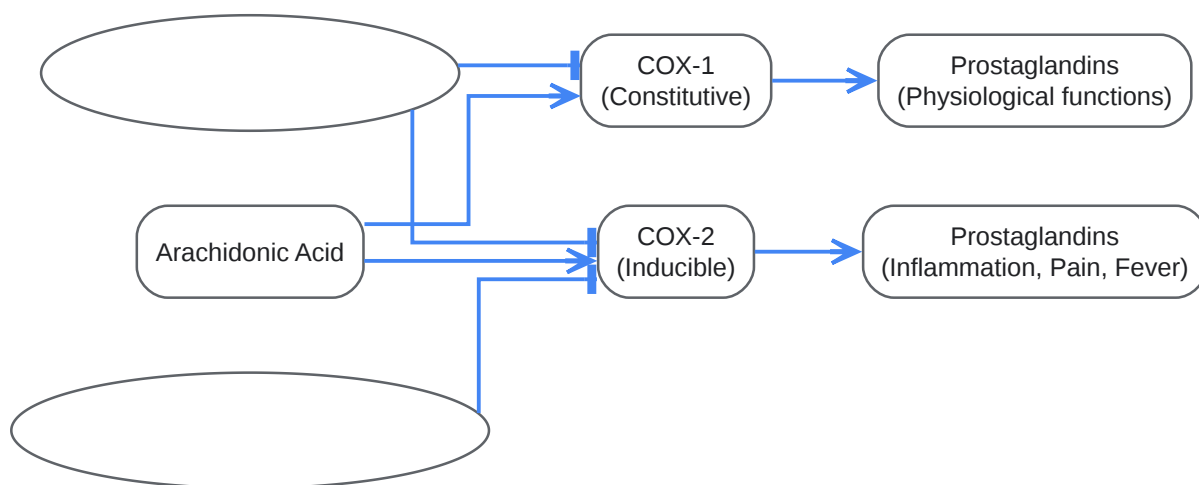 COX-1
(Constitutive)
Prostaglandins
(Physiological functions)
Arachidonic Acid
COX-2
(Inducible)
Prostaglandins
(Inflammation, Pain, Fever)